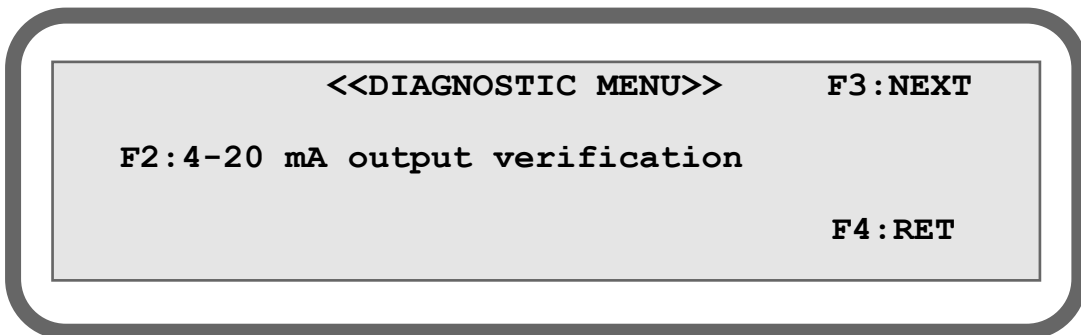 <<DIAGNOSTIC MENU>> F3:NEXT
F2:4-20 mA output verification
F4:RET